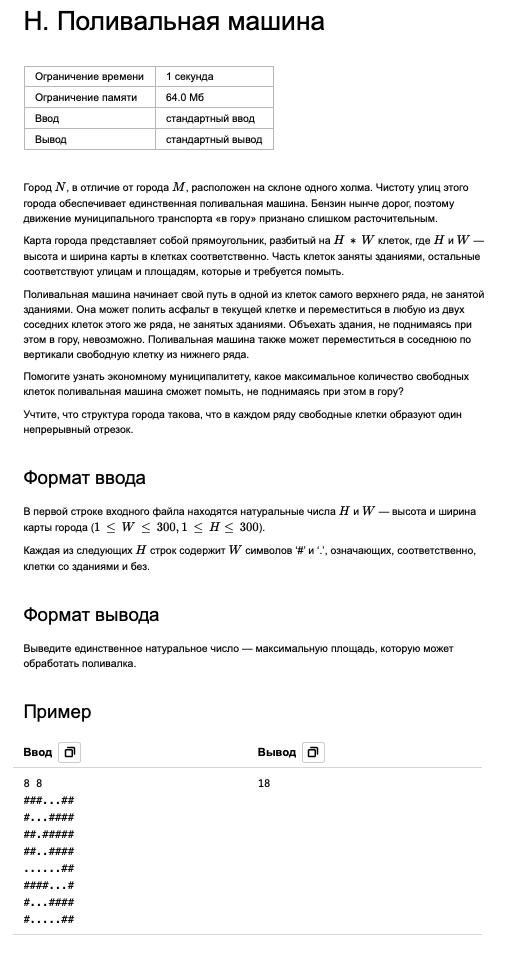 Н. Поливальная машина
Ограничение времени 1 секунда
Ограничение памяти 64.0 Мб
Ввод стандартный ввод
Вывод стандартный вывод
Город N, в отличие от города M, расположен на склоне одного холма. Чистоту улиц этого
города обеспечивает единственная поливальная машина. Бензин нынче дорог, поэтому
движение муниципального транспорта «в гору» признано слишком расточительным.
Карта города представляет собой прямоугольник, разбитый на H * W клеток, где H и W —
высота и ширина карты в клетках соответственно. Часть клеток заняты зданиями, остальные
соответствуют улицам и площадям, которые и требуется помыть.
Поливальная машина начинает свой путь в одной из клеток самого верхнего ряда, не занятой
зданиями. Она может полить асфальт в текущей клетке и переместиться в любую из двух
соседних клеток этого же ряда, не занятых зданиями. Объехать здания, не поднимаясь при
этом в гору, невозможно. Поливальная машина также может переместиться в соседнюю по
вертикали свободную клетку из нижнего ряда.
Помогите узнать экономному муниципалитету, какое максимальное количество свободных
клеток поливальная машина сможет помыть, не поднимаясь при этом в гору?
Учтите, что структура города такова, что в каждом ряду свободные клетки образуют один
непрерывный отрезок.
Формат ввода
В первой строке входного файла находятся натуральные числа H и W — высота и ширина
карты города (1 ≤ W ≤ 300, 1 ≤ H ≤ 300).
Каждая из следующих H строк содержит W символов '#' и '.', означающих, соответственно,
клетки со зданиями и без.
Формат вывода
Выведите единственное натуральное число — максимальную площадь, которую может
обработать поливалка.
Пример
Ввод Вывод
8 8 18
###...##
#...####
##.#####
##..####
......##
####...#
#...####
#.....##